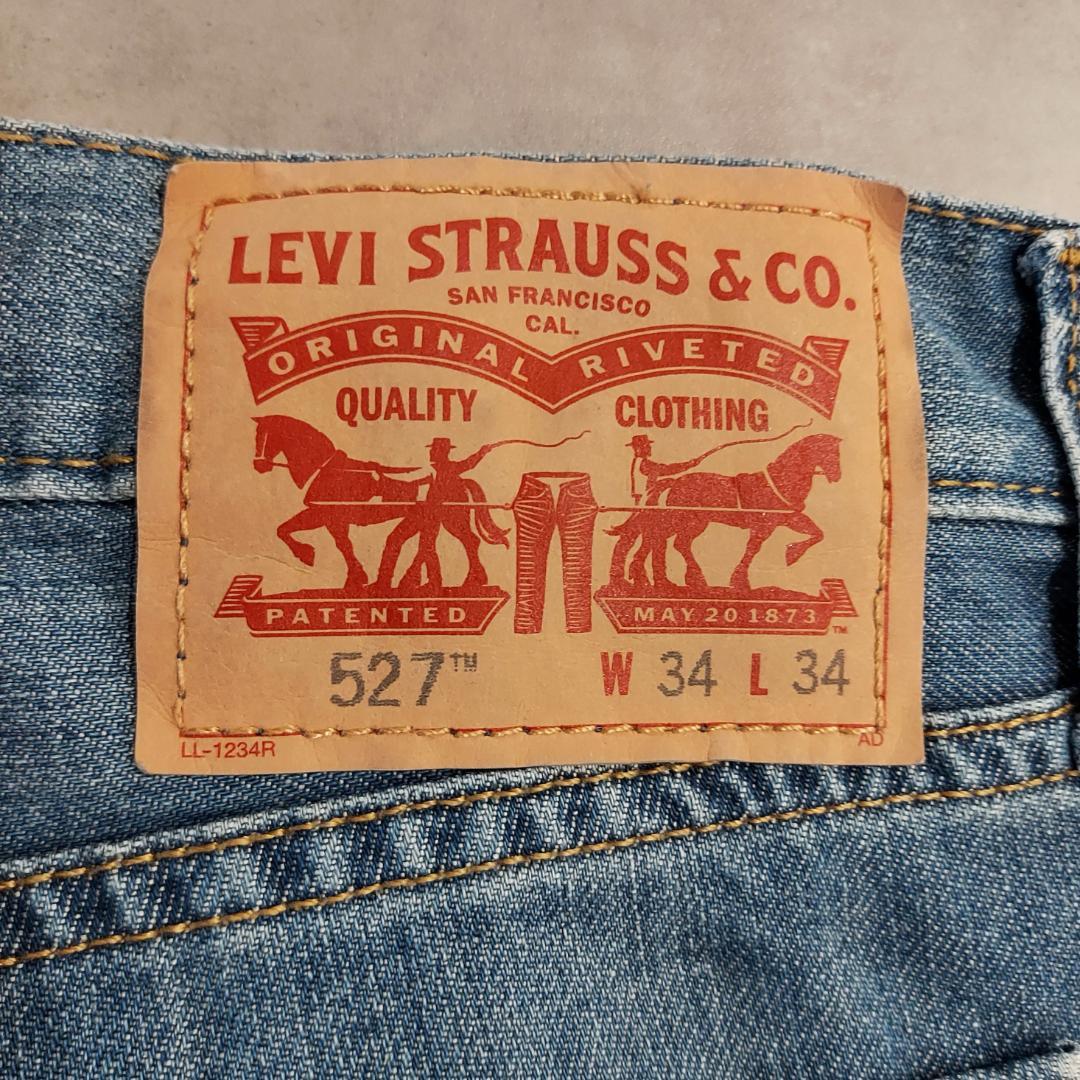 LEVI STRAUSS & CO.
SAN FRANCISCO
CAL.
ORIGINAL RIVETED
QUALITY CLOTHING
PATENTED MAY 20 1873 ™
527™ W 34 L 34
LL-1234R AD